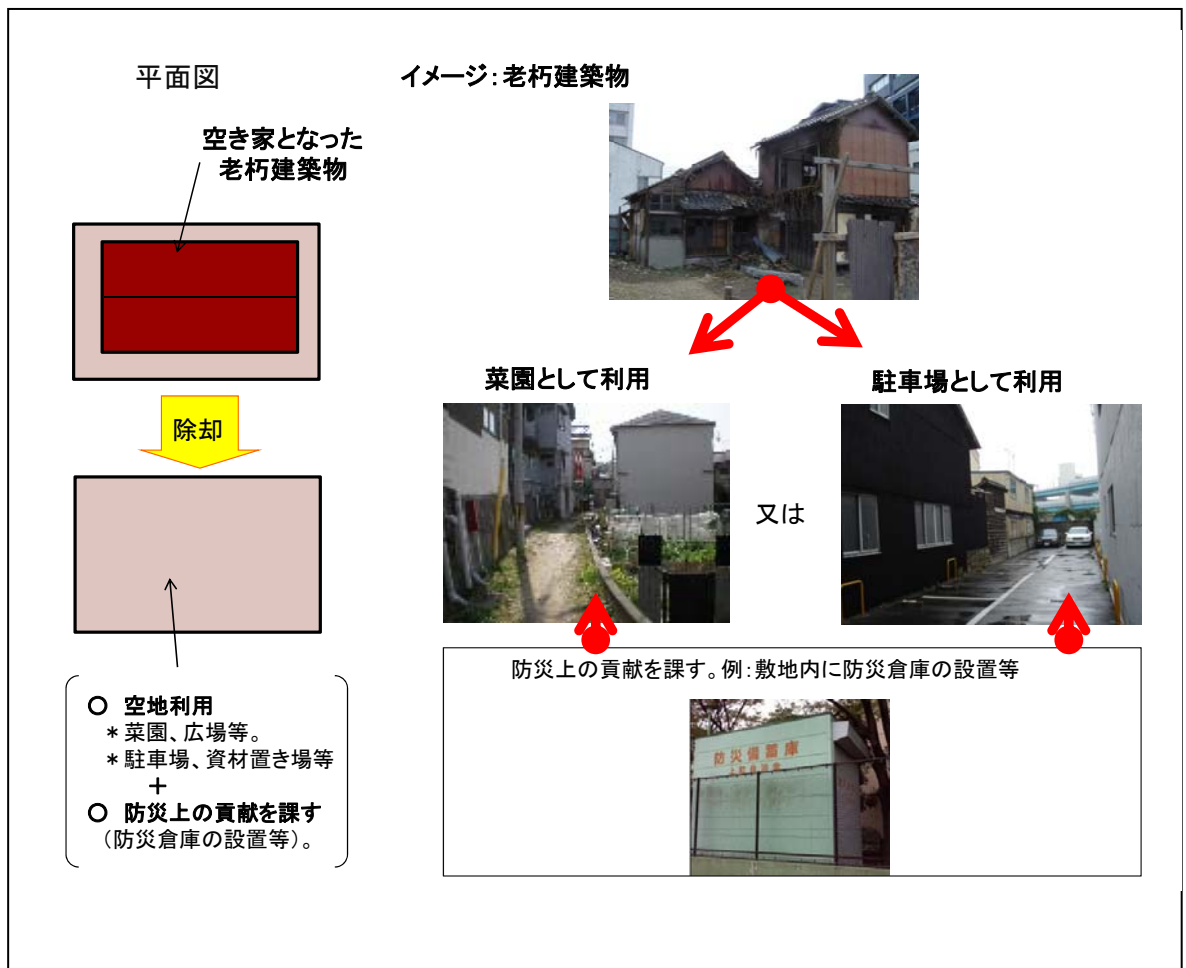 平面図
イメージ：老朽建築物
空き家となった
老朽建築物
除却
菜園として利用
駐車場として利用
又は
防災上の貢献を課す。例：敷地内に防災倉庫の設置等
防災備蓄庫
○ 空地利用
＊菜園、広場等。
＊駐車場、資材置き場等
＋
○ 防災上の貢献を課す
（防災倉庫の設置等）。